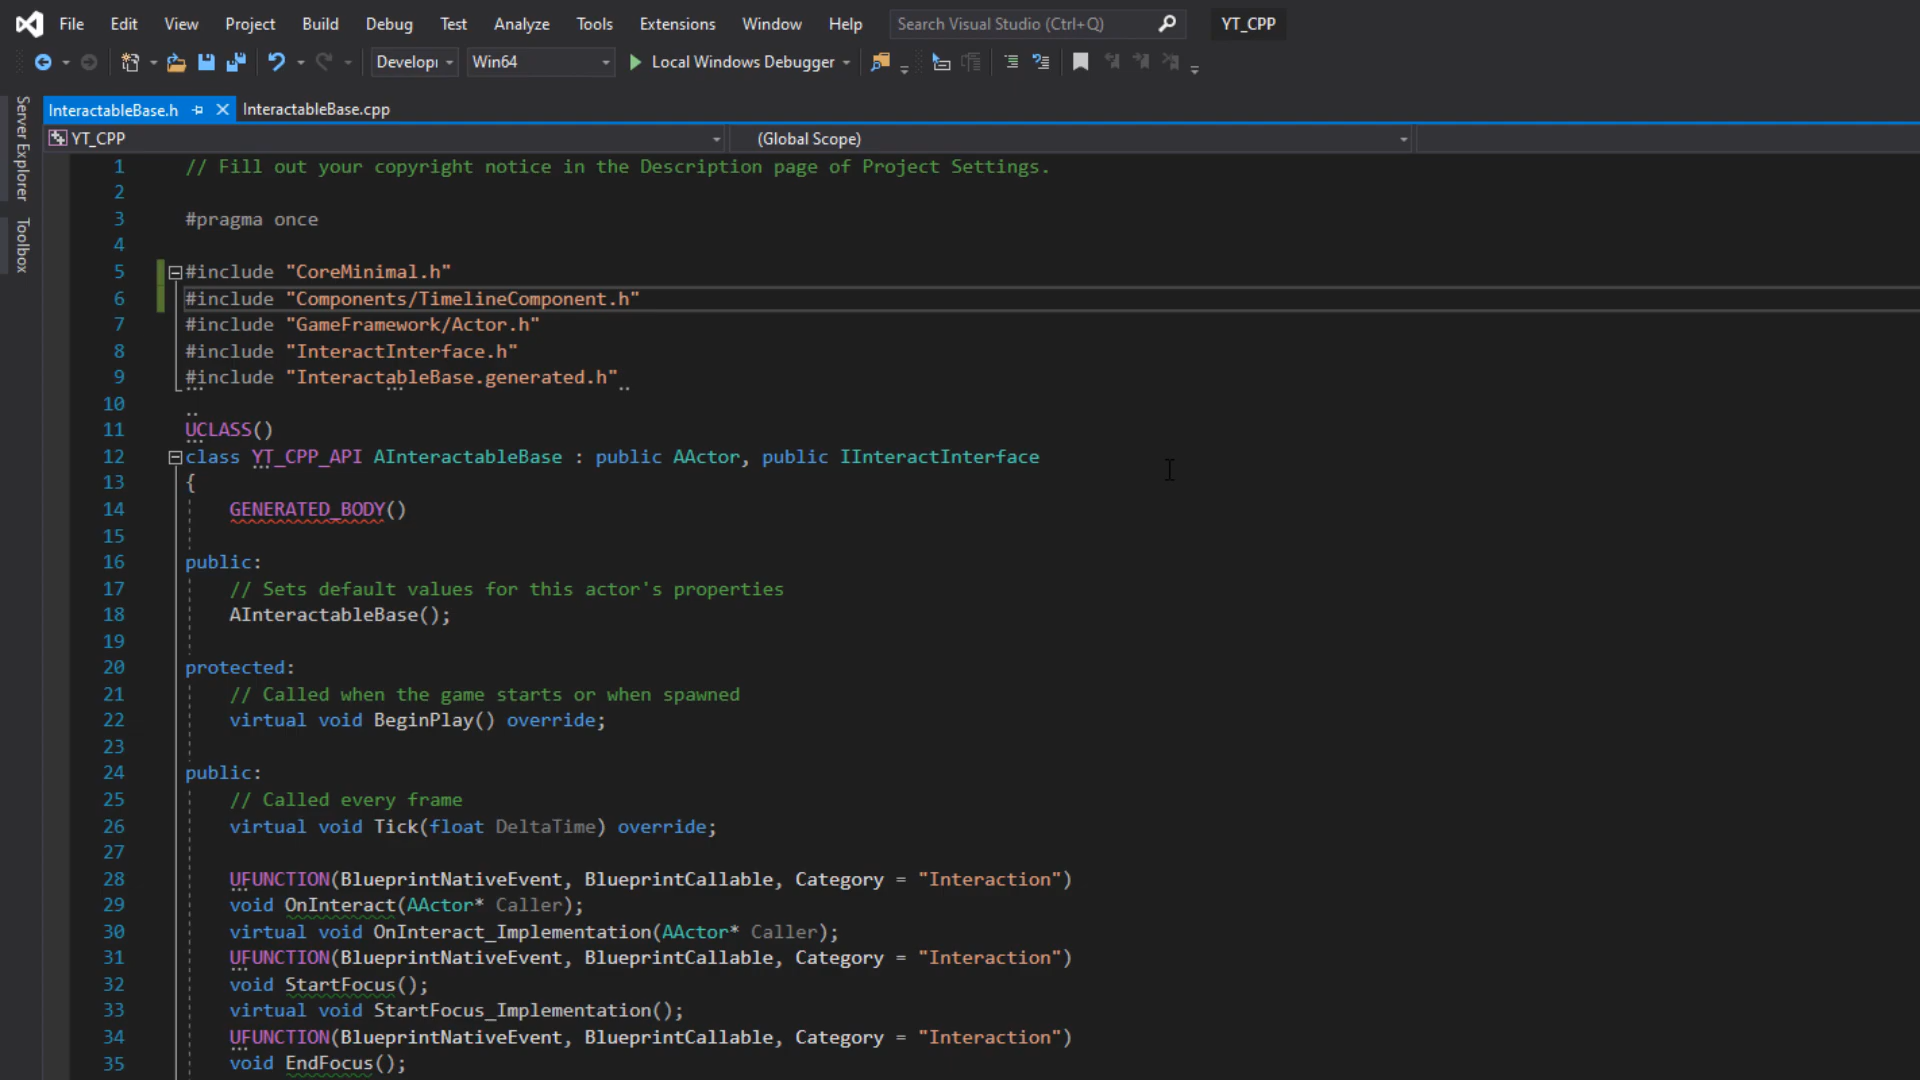 File Edit View Project Build Debug Test Analyze Tools Extensions Window Help Search Visual Studio (Ctrl+Q) YT_CPP
Developı Win64 Local Windows Debugger
Server Explorer
Toolbox
InteractableBase.h InteractableBase.cpp
YT_CPP (Global Scope)
1 // Fill out your copyright notice in the Description page of Project Settings.
2
3 #pragma once
4
5 #include "CoreMinimal.h"
6 #include "Components/TimelineComponent.h"
7 #include "GameFramework/Actor.h"
8 #include "InteractInterface.h"
9 #include "InteractableBase.generated.h"
10
11 UCLASS()
12 class YT_CPP_API AInteractableBase : public AActor, public IInteractInterface
13 {
14 GENERATED_BODY()
15
16 public:
17 // Sets default values for this actor's properties
18 AInteractableBase();
19
20 protected:
21 // Called when the game starts or when spawned
22 virtual void BeginPlay() override;
23
24 public:
25 // Called every frame
26 virtual void Tick(float DeltaTime) override;
27
28 UFUNCTION(BlueprintNativeEvent, BlueprintCallable, Category = "Interaction")
29 void OnInteract(AActor* Caller);
30 virtual void OnInteract_Implementation(AActor* Caller);
31 UFUNCTION(BlueprintNativeEvent, BlueprintCallable, Category = "Interaction")
32 void StartFocus();
33 virtual void StartFocus_Implementation();
34 UFUNCTION(BlueprintNativeEvent, BlueprintCallable, Category = "Interaction")
35 void EndFocus();